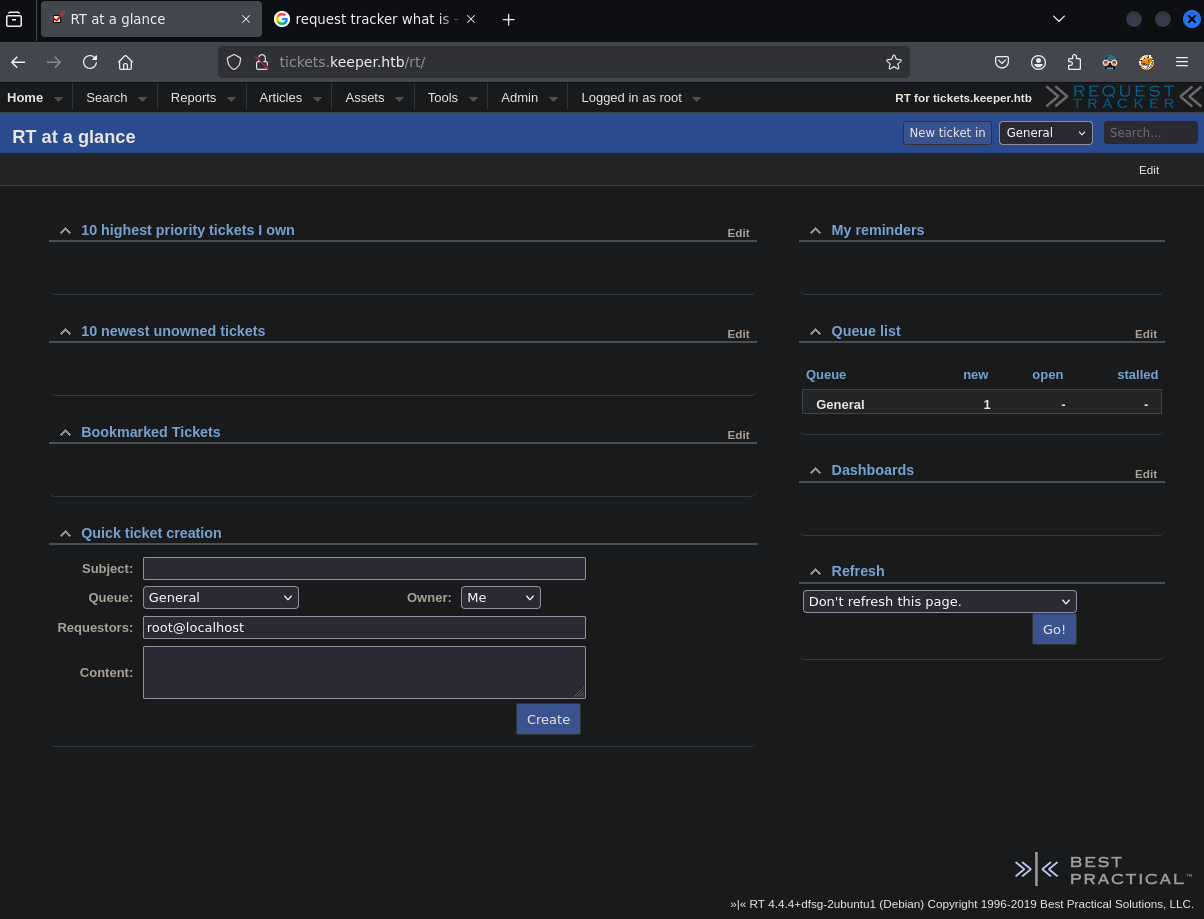 RT at a glance
request tracker what is -
tickets.keeper.htb/rt/
Home Search Reports Articles Assets Tools Admin Logged in as root RT for tickets.keeper.htb REQUEST TRACKER
RT at a glance New ticket in General Search...
Edit
10 highest priority tickets I own Edit
My reminders
10 newest unowned tickets Edit
Queue list Edit
Queue new open stalled
General 1 - -
Bookmarked Tickets Edit
Dashboards Edit
Quick ticket creation
Subject:
Queue: General Owner: Me
Requestors: root@localhost
Content:
Create
Refresh
Don't refresh this page.
Go!
BEST
PRACTICAL™
»|« RT 4.4.4+dfsg-2ubuntu1 (Debian) Copyright 1996-2019 Best Practical Solutions, LLC.